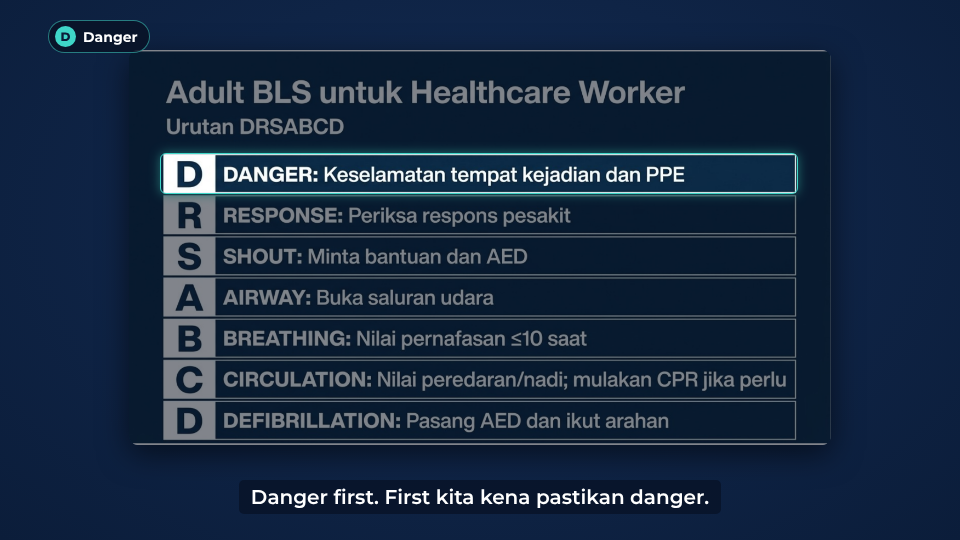 D Danger
Adult BLS untuk Healthcare Worker
Urutan DRSABCD
D DANGER: Keselamatan tempat kejadian dan PPE
R RESPONSE: Periksa respons pesakit
S SHOUT: Minta bantuan dan AED
A AIRWAY: Buka saluran udara
B BREATHING: Nilai pernafasan ≤10 saat
C CIRCULATION: Nilai peredaran/nadi; mulakan CPR jika perlu
D DEFIBRILLATION: Pasang AED dan ikut arahan
Danger first. First kita kena pastikan danger.